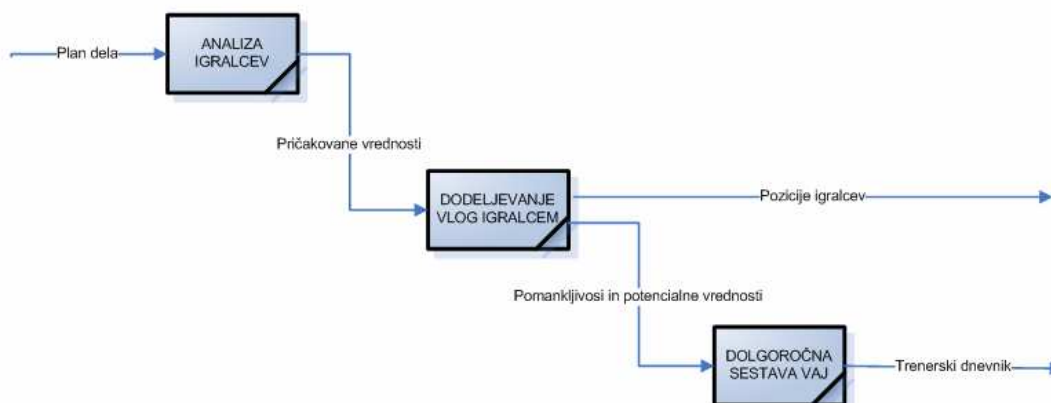 Plan dela
ANALIZA
IGRALCEV
Pričakovane vrednosti
DODELJEVANJE
VLOG IGRALCEM
Pozicije igralcev
Pomankljivosi in potencialne vrednosti
DOLGOROČNA
SESTAVA VAJ
Trenerski dnevnik